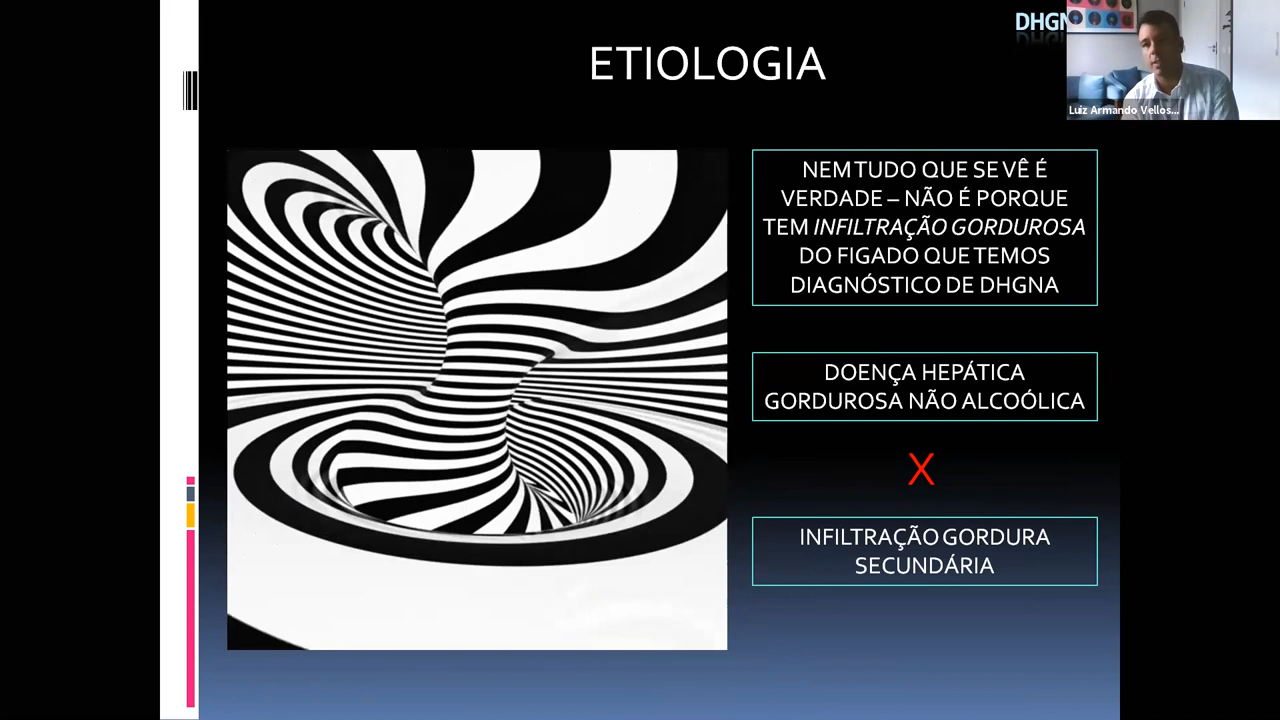 DHGN
Luiz Armando Vellos...
ETIOLOGIA
NEM TUDO QUE SE VÊ É
VERDADE – NÃO É PORQUE
TEM INFILTRAÇÃO GORDUROSA
DO FIGADO QUE TEMOS
DIAGNÓSTICO DE DHGNA
DOENÇA HEPÁTICA
GORDUROSA NÃO ALCOÓLICA
X
INFILTRAÇÃO GORDURA
SECUNDÁRIA